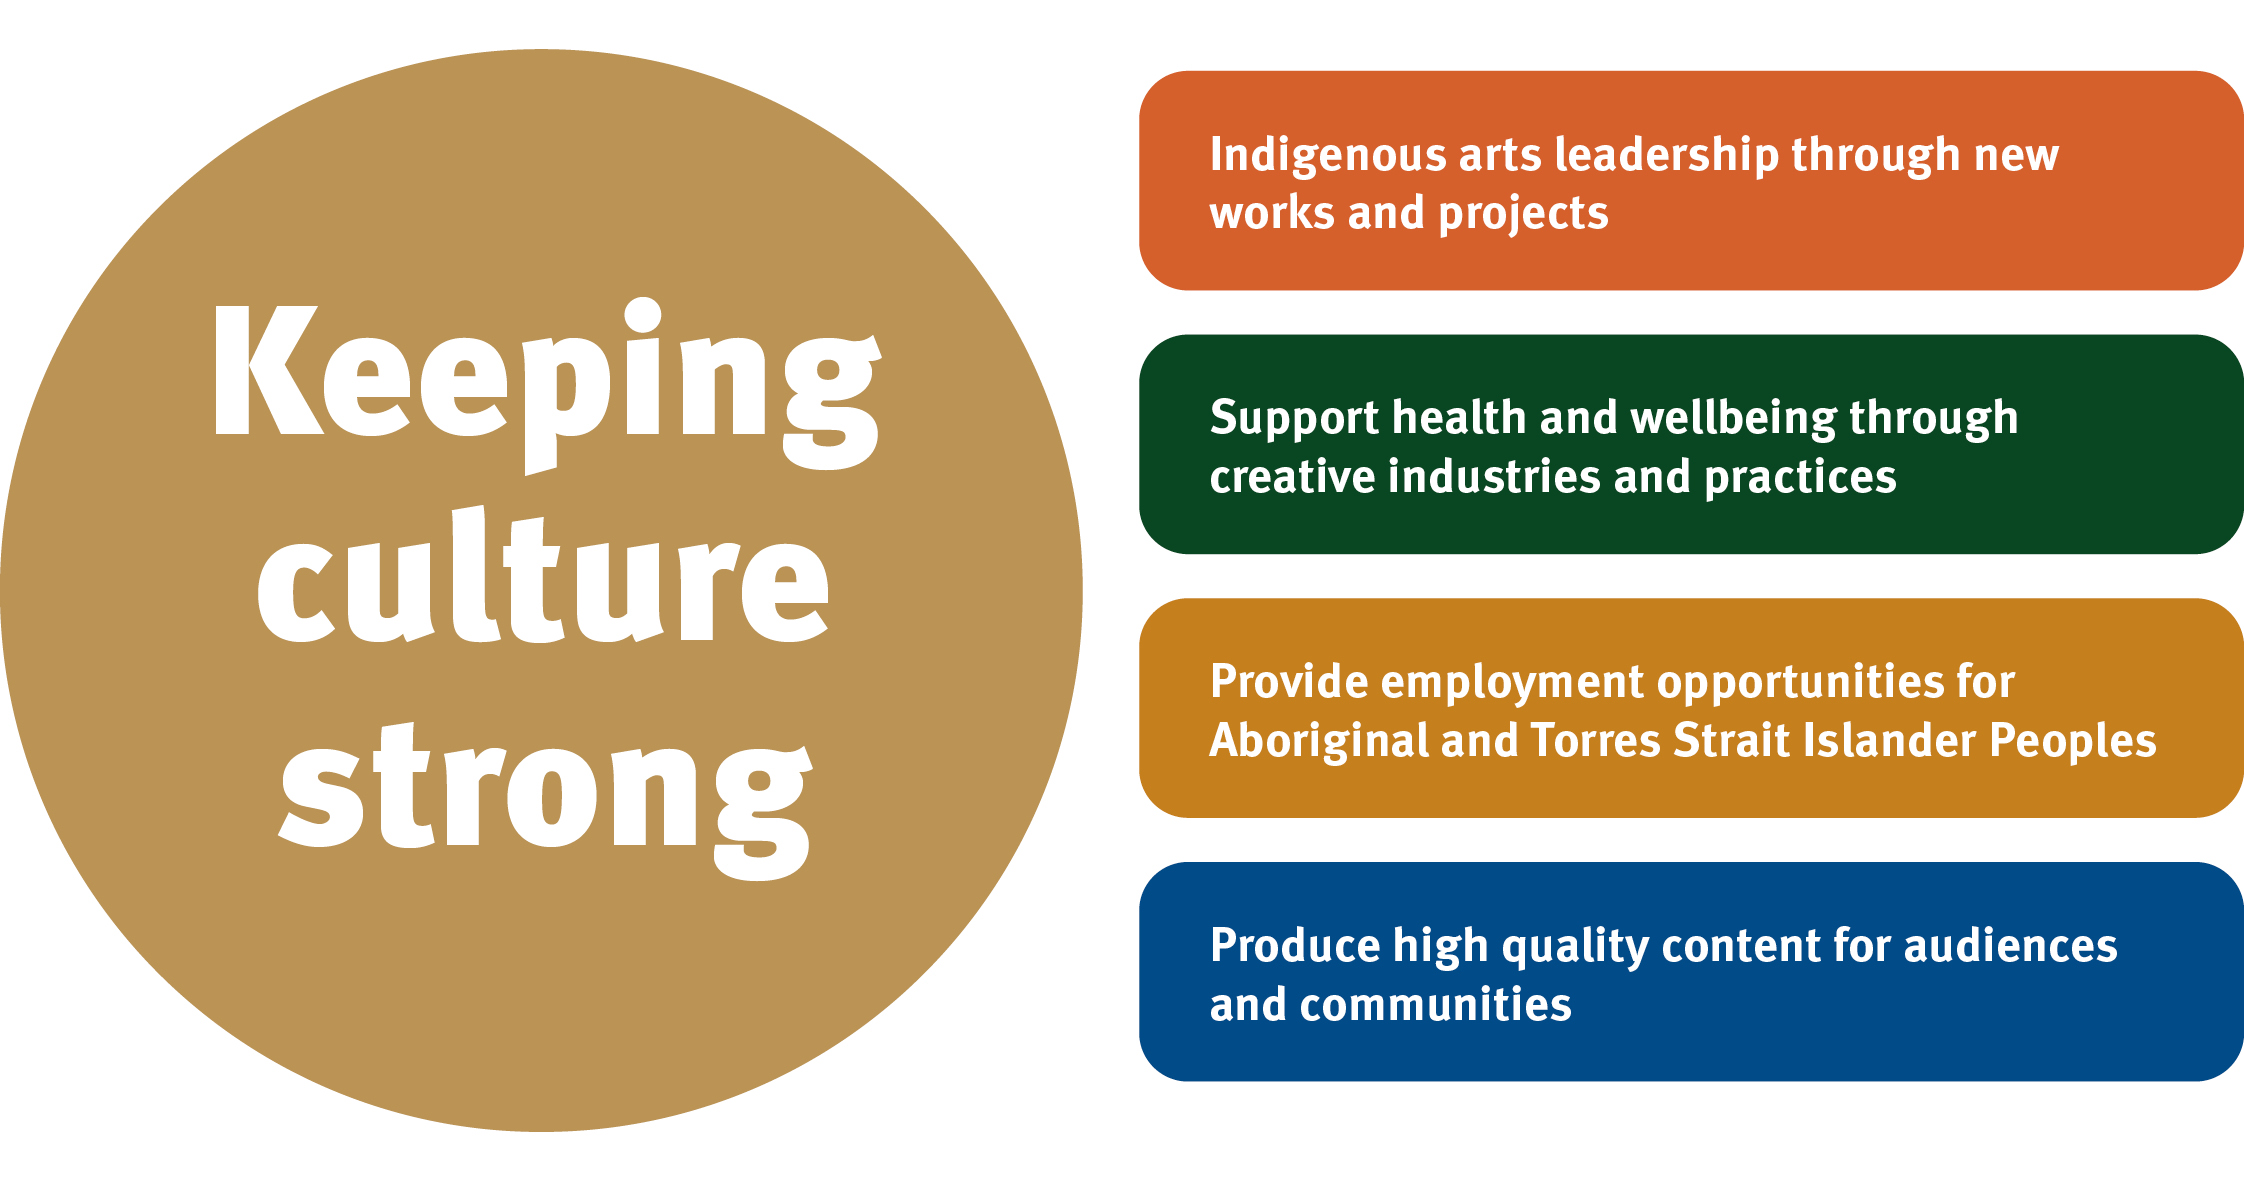 Keeping
culture
strong
Indigenous arts leadership through new
works and projects
Support health and wellbeing through
creative industries and practices
Provide employment opportunities for
Aboriginal and Torres Strait Islander Peoples
Produce high quality content for audiences
and communities